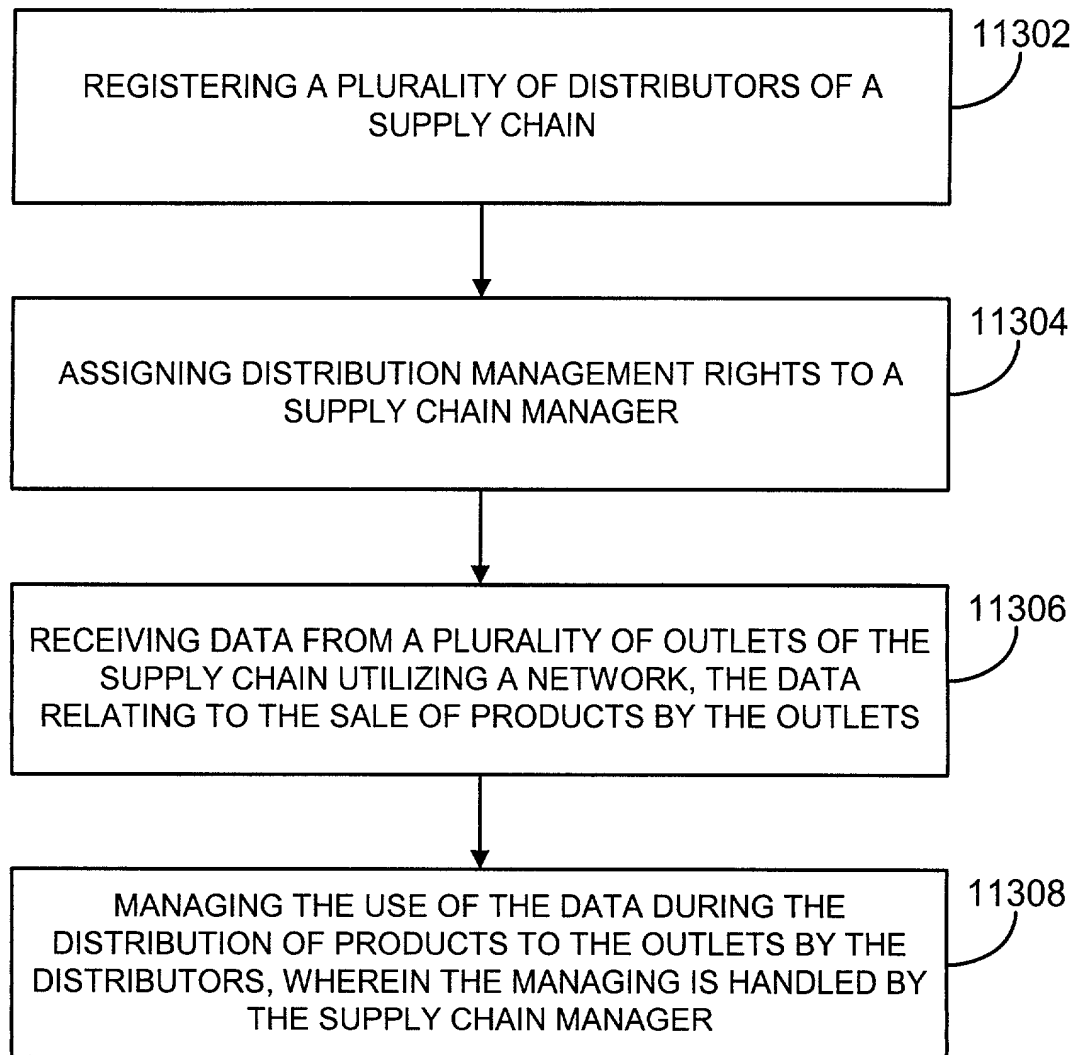 11302
REGISTERING A PLURALITY OF DISTRIBUTORS OF A
SUPPLY CHAIN
11304
ASSIGNING DISTRIBUTION MANAGEMENT RIGHTS TO A
SUPPLY CHAIN MANAGER
11306
RECEIVING DATA FROM A PLURALITY OF OUTLETS OF THE
SUPPLY CHAIN UTILIZING A NETWORK, THE DATA
RELATING TO THE SALE OF PRODUCTS BY THE OUTLETS
11308
MANAGING THE USE OF THE DATA DURING THE
DISTRIBUTION OF PRODUCTS TO THE OUTLETS BY THE
DISTRIBUTORS, WHEREIN THE MANAGING IS HANDLED BY
THE SUPPLY CHAIN MANAGER